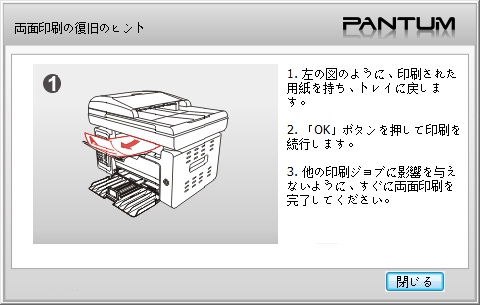 両面印刷の復旧のヒント
PANTUM
1
1. 左の図のように、印刷された
用紙を持ち、トレイに戻しま
す。
2. 「OK」ボタンを押して印刷を
続行します。
3. 他の印刷ジョブに影響を与え
ないように、すぐに両面印刷を
完了してください。
閉じる